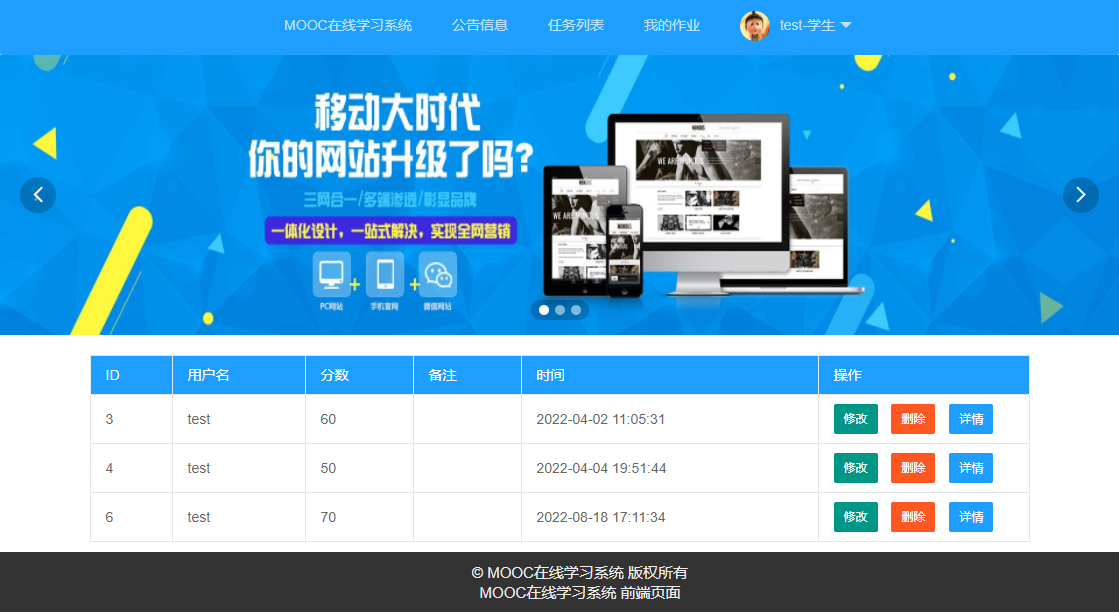 MOOC在线学习系统 公告信息 任务列表 我的作业 test-学生
移动大时代
你的网站升级了吗?
三网合一/多端渗透/彰显品牌
一体化设计，一站式解决，实现全网营销
PC网站 手机官网 微信网站
WE ARE MONDUS
ID 用户名 分数 备注 时间 操作
3 test 60 2022-04-02 11:05:31 修改 删除 详情
4 test 50 2022-04-04 19:51:44 修改 删除 详情
6 test 70 2022-08-18 17:11:34 修改 删除 详情
© MOOC在线学习系统 版权所有
MOOC在线学习系统 前端页面